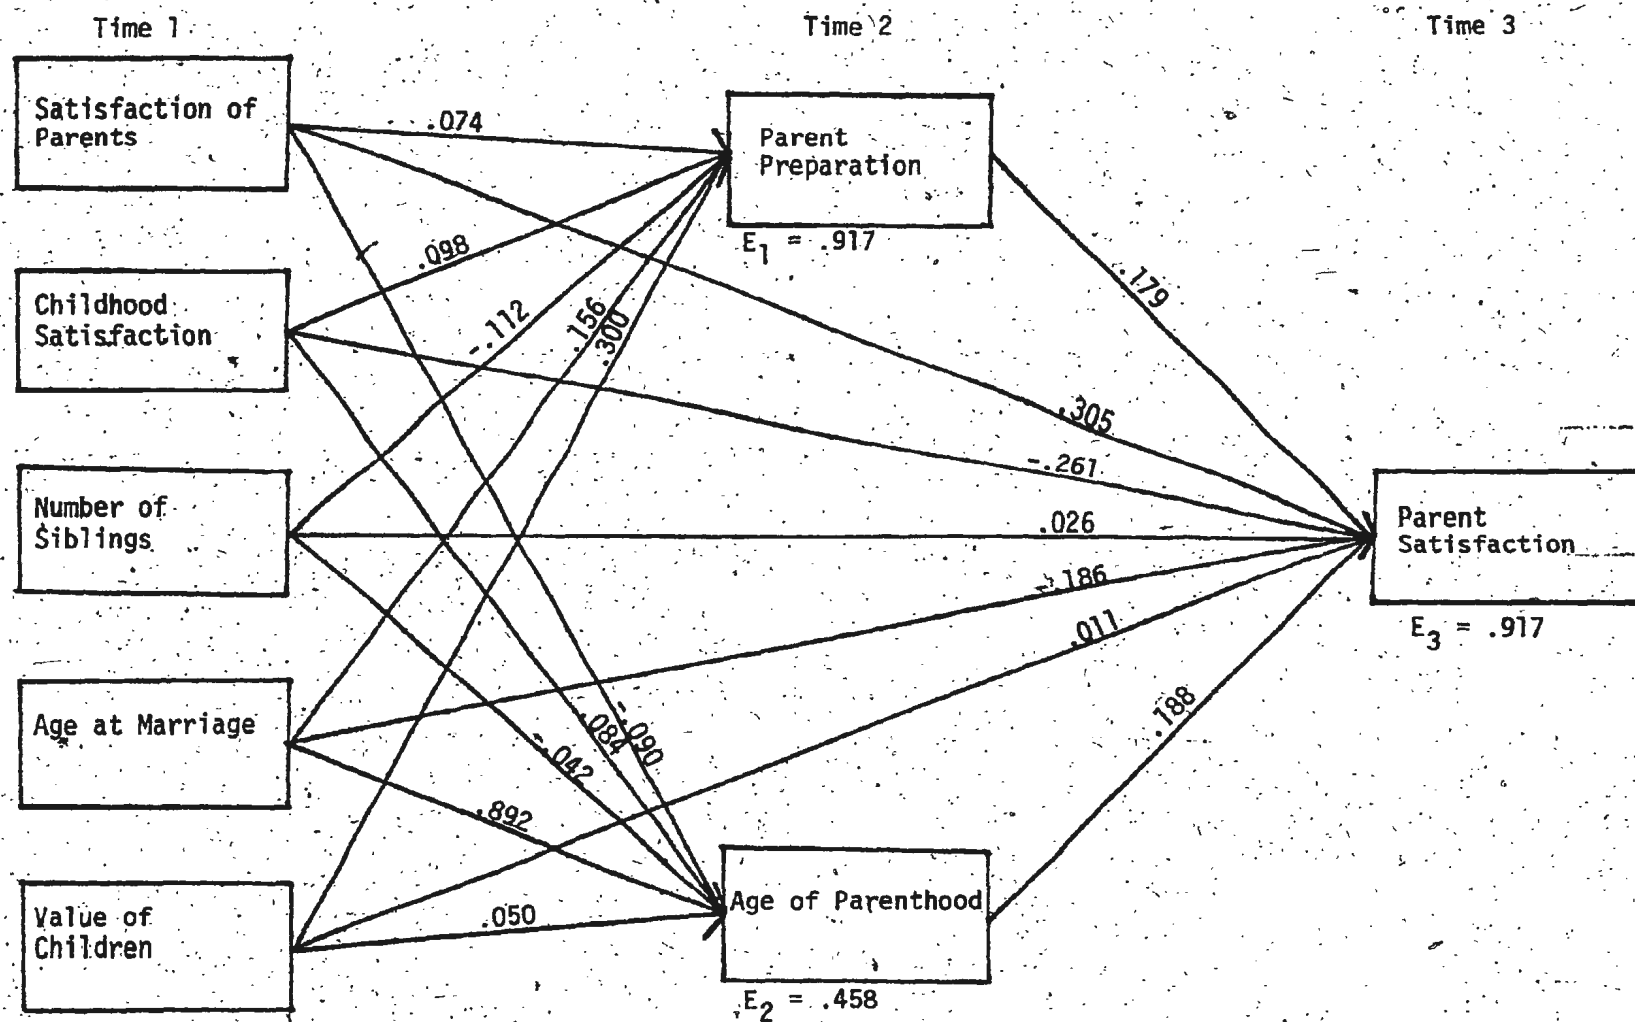 Time 1
Time 2
Time 3
Satisfaction of
Parents
.074
Parent
Preparation
E1 = .917
.098
Childhood
Satisfaction
-.112
.156
.300
.179
.305
-.261
Number of
Siblings
.026
Parent
Satisfaction
E3 = .917
-.186
.011
Age at Marriage
-.042
.084
-.090
.188
.892
Value of
Children
.050
Age of Parenthood
E2 = .458